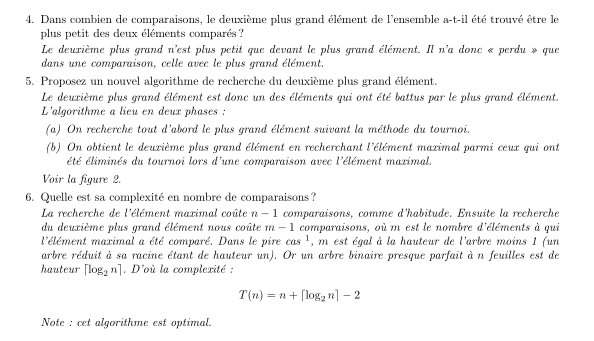 4. Dans combien de comparaisons, le deuxième plus grand élément de l'ensemble a-t-il été trouvé être le
plus petit des deux éléments comparés ?
Le deuxième plus grand n'est plus petit que devant le plus grand élément. Il n'a donc « perdu » que
dans une comparaison, celle avec le plus grand élément.
5. Proposez un nouvel algorithme de recherche du deuxième plus grand élément.
Le deuxième plus grand élément est donc un des éléments qui ont été battus par le plus grand élément.
L'algorithme a lieu en deux phases :
(a) On recherche tout d'abord le plus grand élément suivant la méthode du tournoi.
(b) On obtient le deuxième plus grand élément en recherchant l'élément maximal parmi ceux qui ont
été éliminés du tournoi lors d'une comparaison avec l'élément maximal.
Voir la figure 2.
6. Quelle est sa complexité en nombre de comparaisons ?
La recherche de l'élément maximal coûte n − 1 comparaisons, comme d'habitude. Ensuite la recherche
du deuxième plus grand élément nous coûte m − 1 comparaisons, où m est le nombre d'éléments à qui
l'élément maximal a été comparé. Dans le pire cas ¹, m est égal à la hauteur de l'arbre moins 1 (un
arbre réduit à sa racine étant de hauteur un). Or un arbre binaire presque parfait à n feuilles est de
hauteur ⌈log₂ n⌉. D'où la complexité :
T(n) = n + ⌈log₂ n⌉ − 2
Note : cet algorithme est optimal.